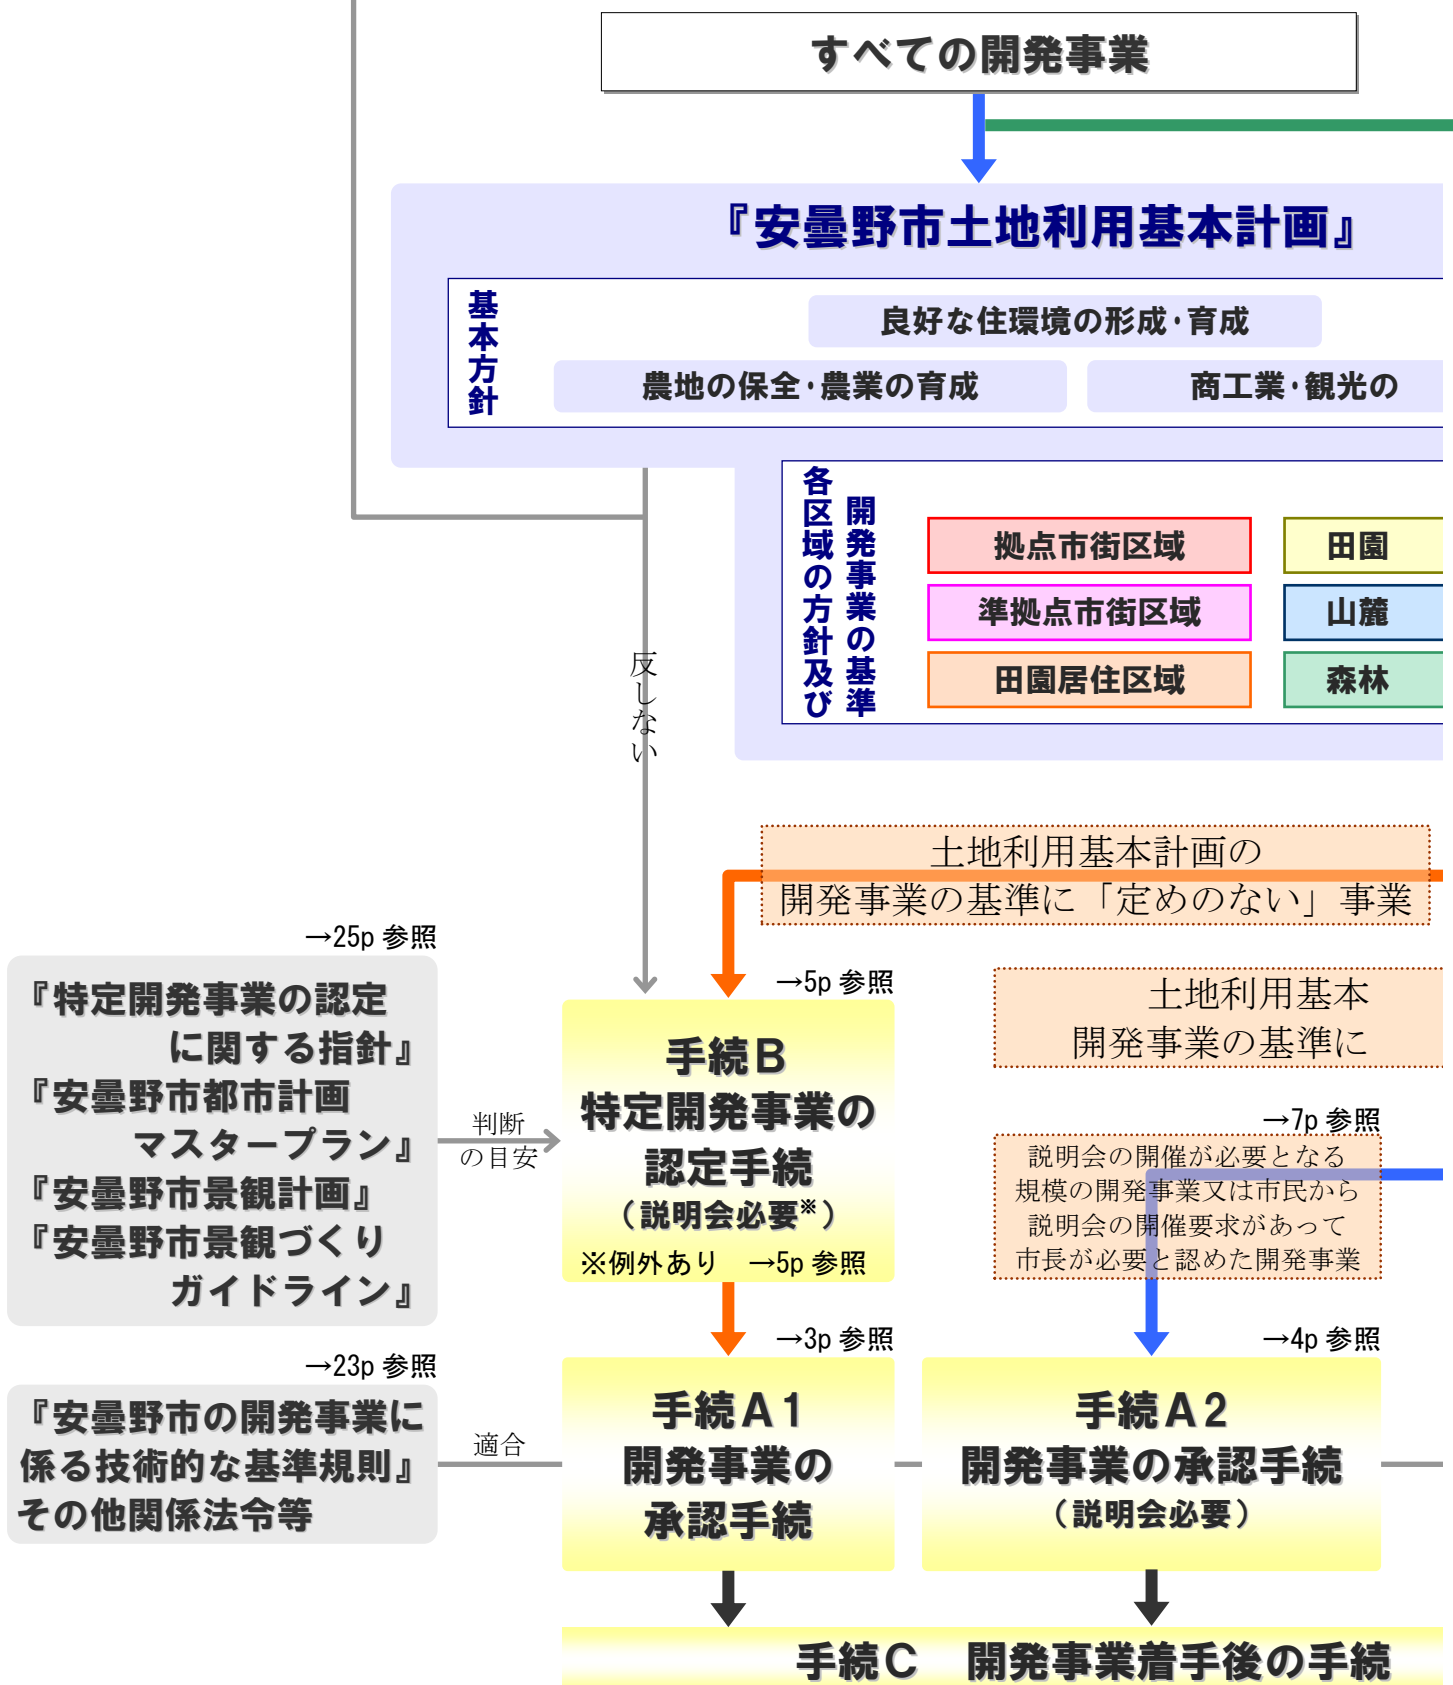 すべての開発事業
『安曇野市土地利用基本計画』
基本方針
良好な住環境の形成・育成
農地の保全・農業の育成
商工業・観光の
各区域の方針及び
開発事業の基準
拠点市街区域
田園
準拠点市街区域
山麓
田園居住区域
森林
反しない
土地利用基本計画の
開発事業の基準に「定めのない」事業
→25p 参照
『特定開発事業の認定
に関する指針』
『安曇野市都市計画
マスタープラン』
『安曇野市景観計画』
『安曇野市景観づくり
ガイドライン』
判断
の目安
→5p 参照
手続B
特定開発事業の
認定手続
(説明会必要※)
※例外あり →5p 参照
土地利用基本
開発事業の基準に
→7p 参照
説明会の開催が必要となる
規模の開発事業又は市民から
説明会の開催要求があって
市長が必要と認めた開発事業
→23p 参照
『安曇野市の開発事業に
係る技術的な基準規則』
その他関係法令等
適合
→3p 参照
手続A1
開発事業の
承認手続
→4p 参照
手続A2
開発事業の承認手続
(説明会必要)
手続C 開発事業着手後の手続